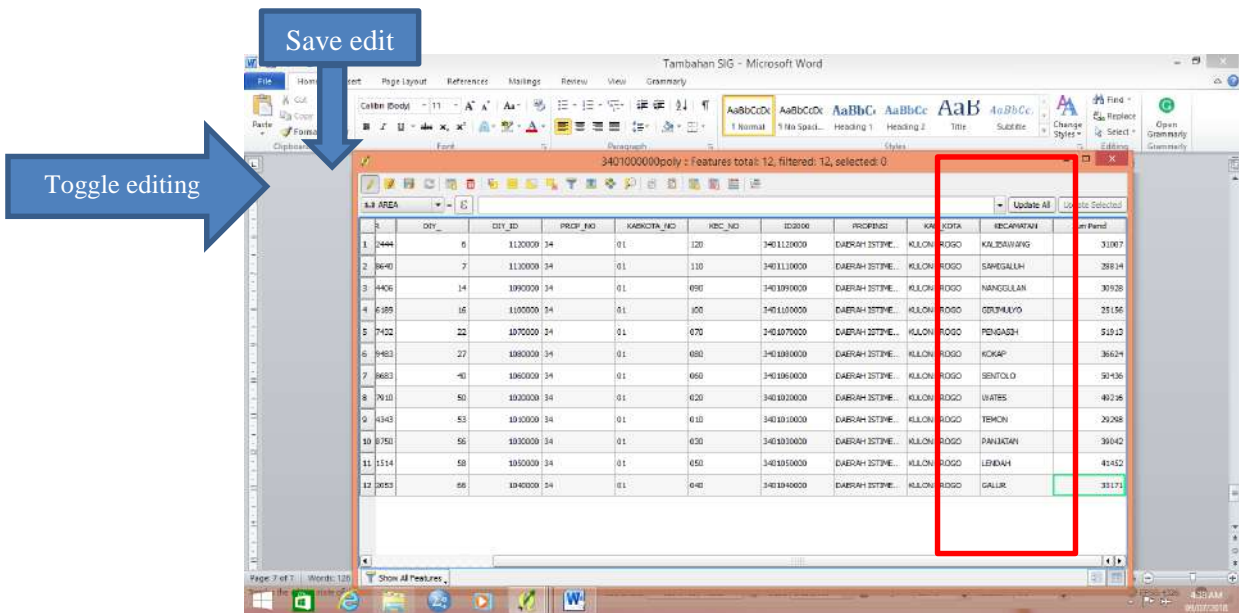 Save edit
Toggle editing
Tambahan SIG - Microsoft Word
File Page Layout References Mailings Review View Grammarly
Cut
Copy
Paste
Calibri (Body) 11
AaBbCcDc AaBbCcDc AaBbC AaBbCc AaB AaBbCc
1 Normal 1 No Spaci... Heading 1 Heading 2 Title Subtitle
Change Styles
Find
Replace
Select
Open Grammarly
Clipboard Font Paragraph Styles Editing Grammarly
3401000000poly :: Features total: 12, filtered: 12, selected: 0
AREA = ε Update All Update Selected
DIY_ DIY_ID PROP_NO KABKOTA_NO KEC_NO ID2000 PROPINSI KECAMATAN
1 2444 6 1120000 34 01 120 3401120000 DAERAH ISTIME... KULON PROGO KALIBAWANG 31007
2 8640 7 1110000 34 01 110 3401110000 DAERAH ISTIME... KULON PROGO SAMIGALUH 28814
3 4406 14 1090000 34 01 090 3401090000 DAERAH ISTIME... KULON PROGO NANGGULAN 30928
4 6189 16 1100000 34 01 100 3401100000 DAERAH ISTIME... KULON PROGO GIRIMULYO 25156
5 7432 22 1070000 34 01 070 3401070000 DAERAH ISTIME... KULON PROGO PENGASIH 51913
6 9483 27 1080000 34 01 080 3401080000 DAERAH ISTIME... KULON PROGO KOKAP 36624
7 8683 40 1060000 34 01 060 3401060000 DAERAH ISTIME... KULON PROGO SENTOLO 50436
8 7910 50 1020000 34 01 020 3401020000 DAERAH ISTIME... KULON PROGO WATES 49216
9 4343 53 1010000 34 01 010 3401010000 DAERAH ISTIME... KULON PROGO TEMON 29298
10 8750 56 1030000 34 01 030 3401030000 DAERAH ISTIME... KULON PROGO PANJATAN 39042
11 1514 58 1050000 34 01 050 3401050000 DAERAH ISTIME... KULON PROGO LENDAH 41452
12 2053 66 1040000 34 01 040 3401040000 DAERAH ISTIME... KULON PROGO GALUR 33171
Show All Features
Page: 7 of 7 Words: 128
4:39 AM